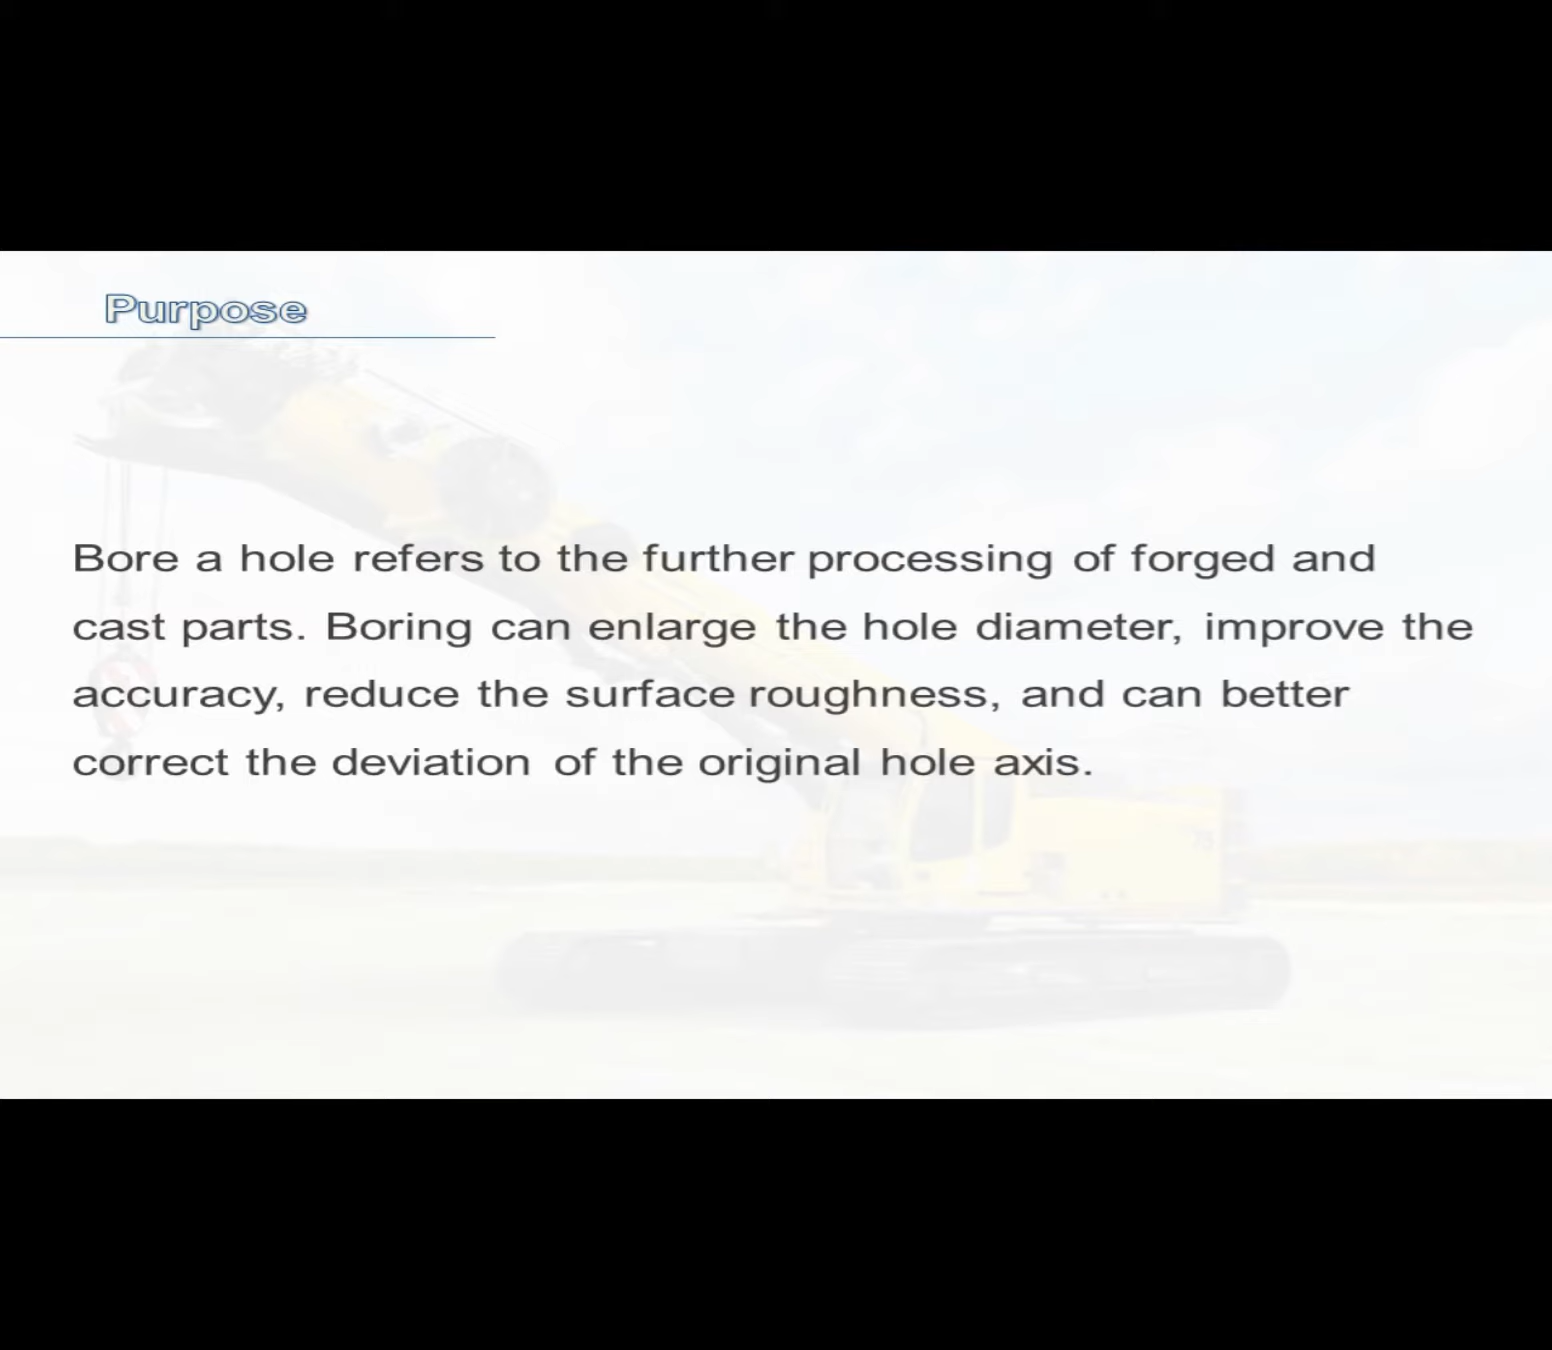 Purpose
Bore a hole refers to the further processing of forged and
cast parts. Boring can enlarge the hole diameter, improve the
accuracy, reduce the surface roughness, and can better
correct the deviation of the original hole axis.
75